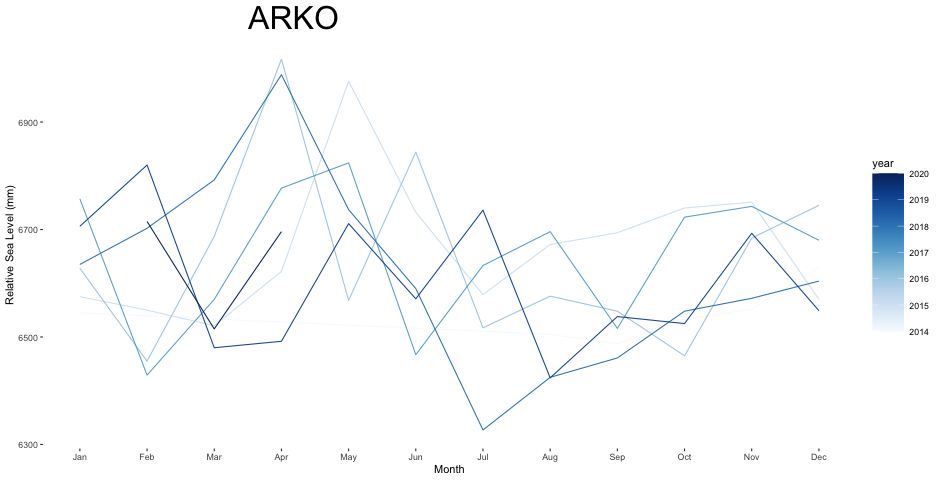 ARKO
Relative Sea Level (mm)
6900
6700
6500
6300
Jan Feb Mar Apr May Jun Jul Aug Sep Oct Nov Dec
Month
year
2020
2019
2018
2017
2016
2015
2014